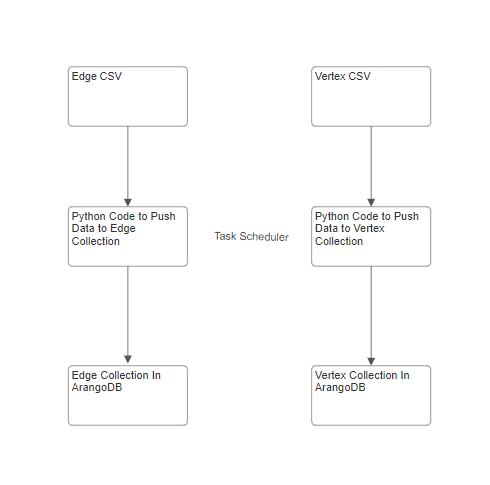 Edge CSV
Vertex CSV
Python Code to Push
Data to Edge
Collection
Task Scheduler
Python Code to Push
Data to Vertex
Collection
Edge Collection In
ArangoDB
Vertex Collection In
ArangoDB